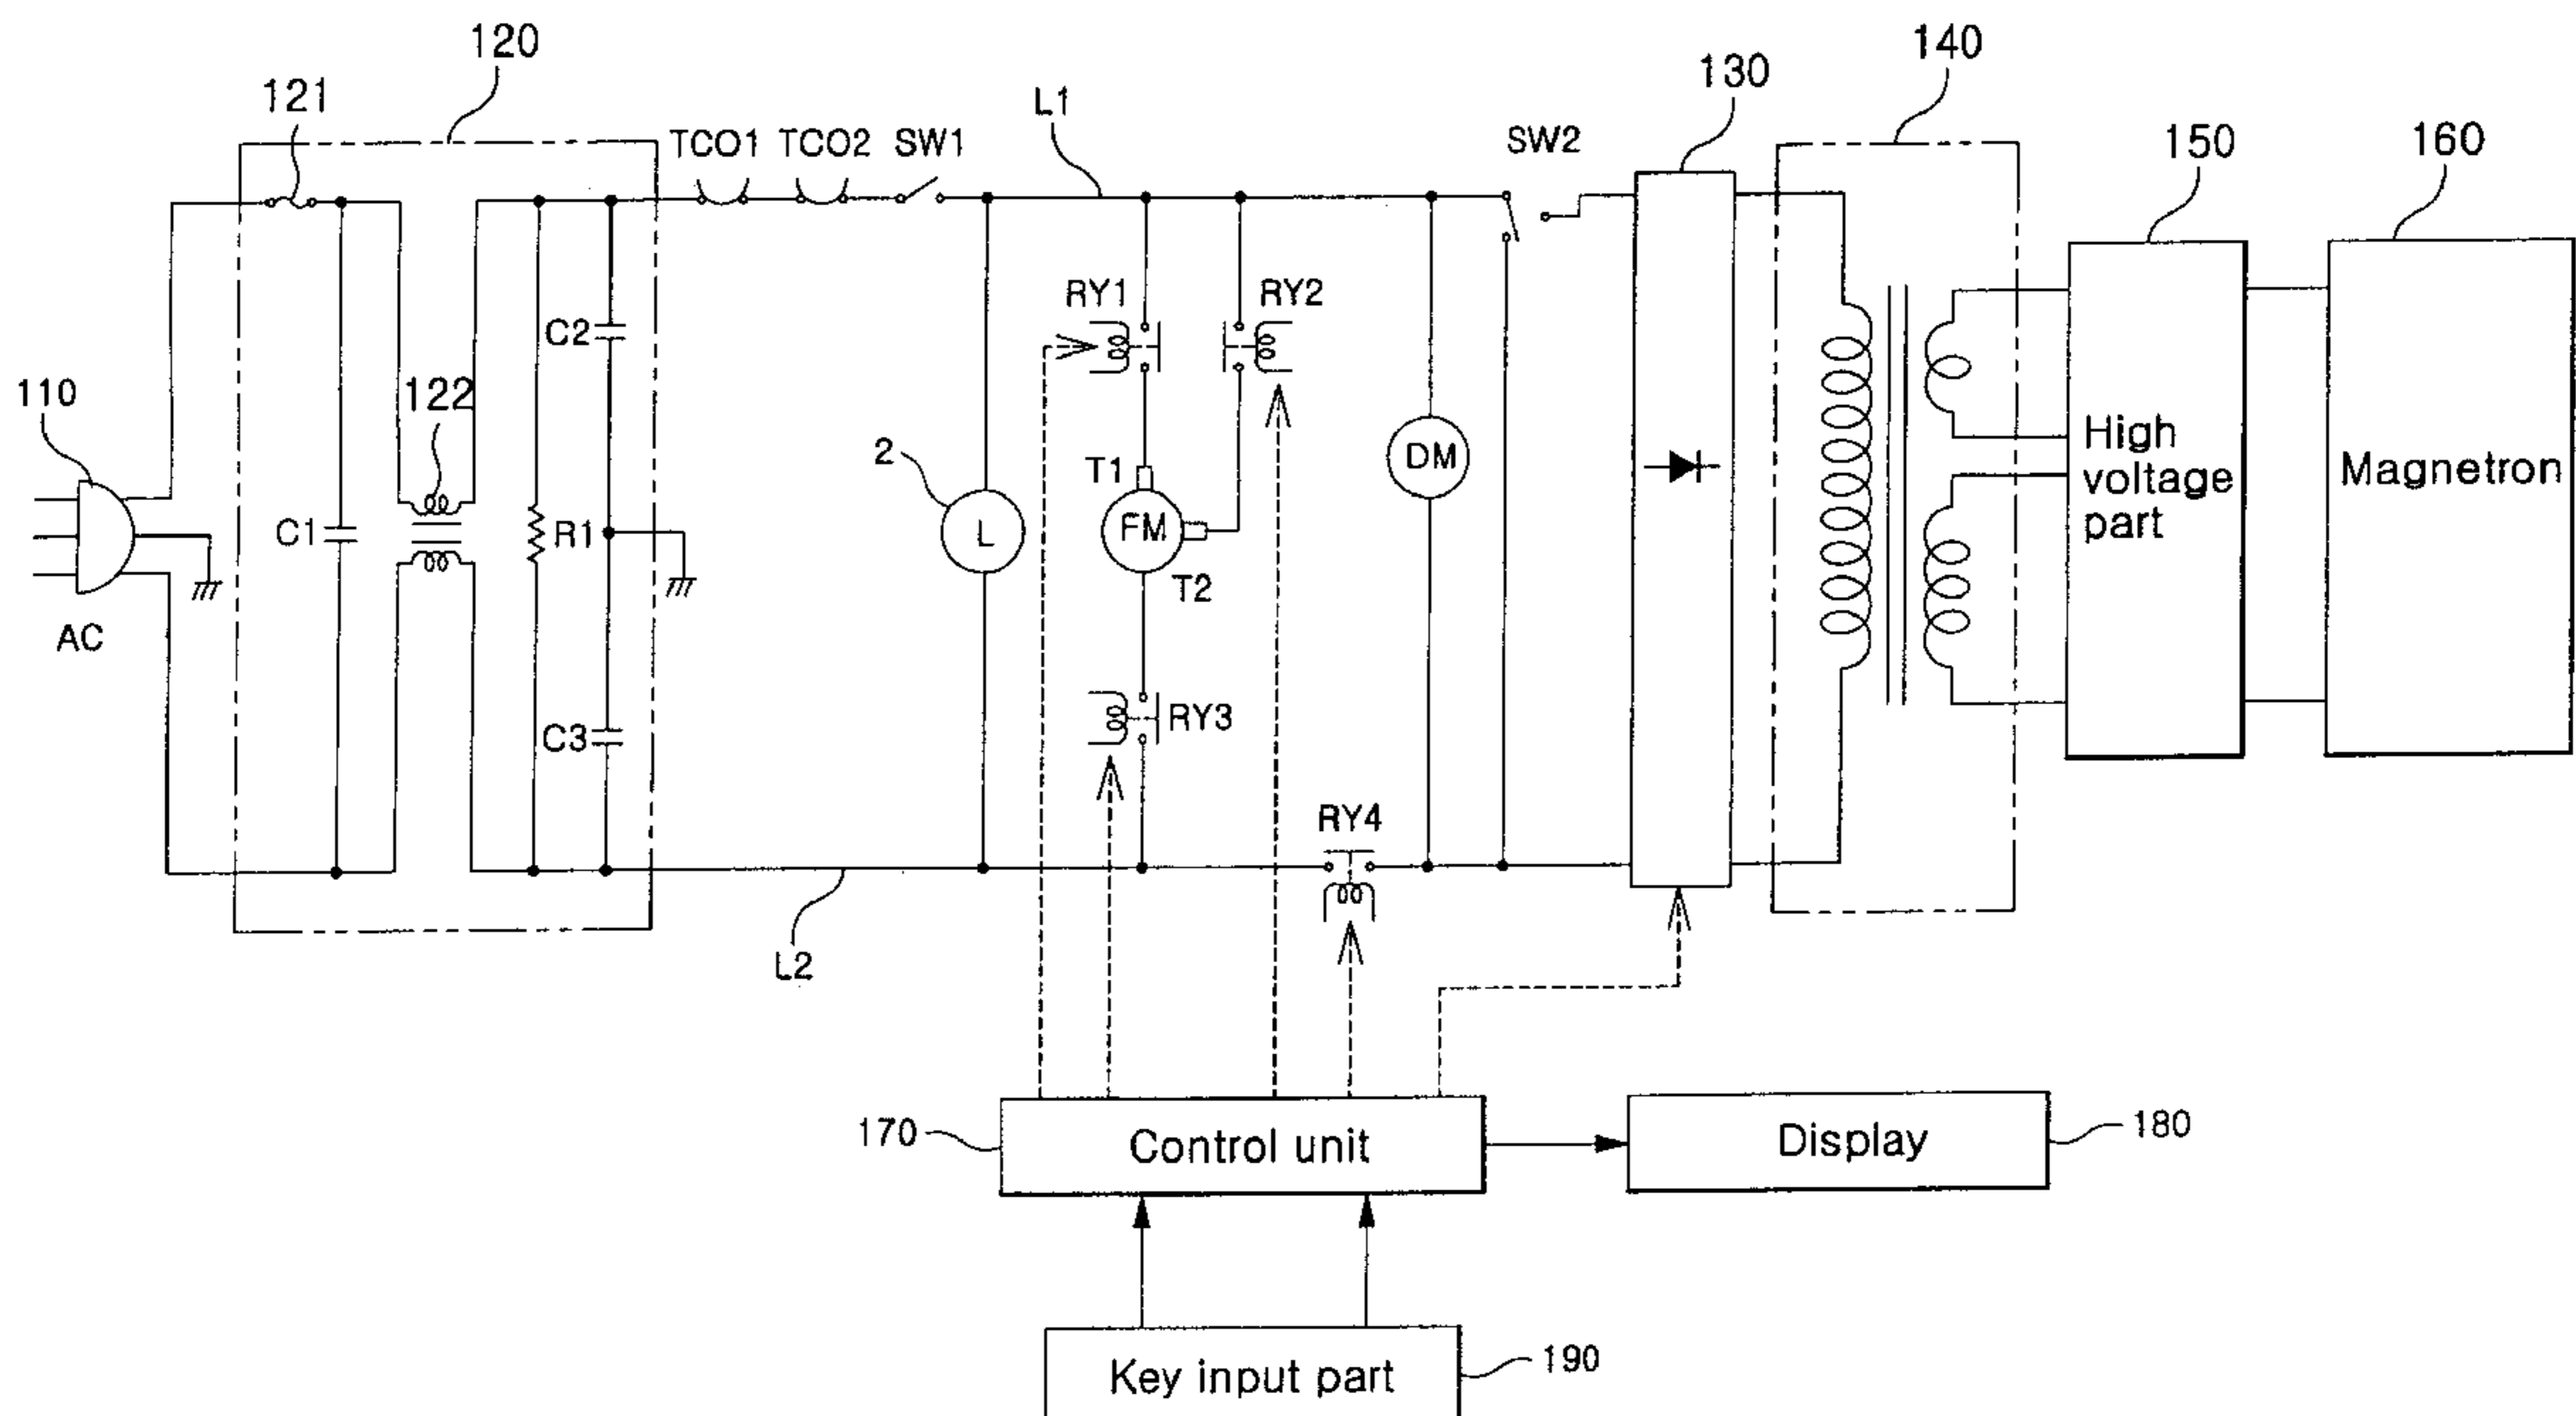 120
140
121
130
L1
TCO1 TCO2 SW1
SW2
150
160
RY1
RY2
C2
110
122
2
DM
High
voltage
part
Magnetron
T1
C1
R1
L
FM
T2
AC
RY3
C3
RY4
L2
170
Control unit
Display
180
Key input part
190